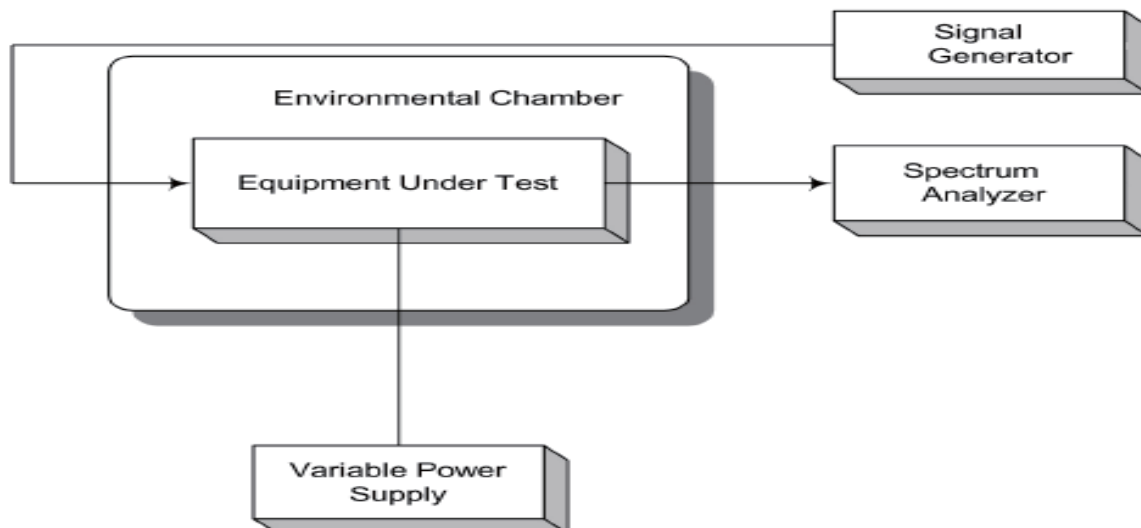 Signal
Generator
Environmental Chamber
Equipment Under Test
Spectrum
Analyzer
Variable Power
Supply